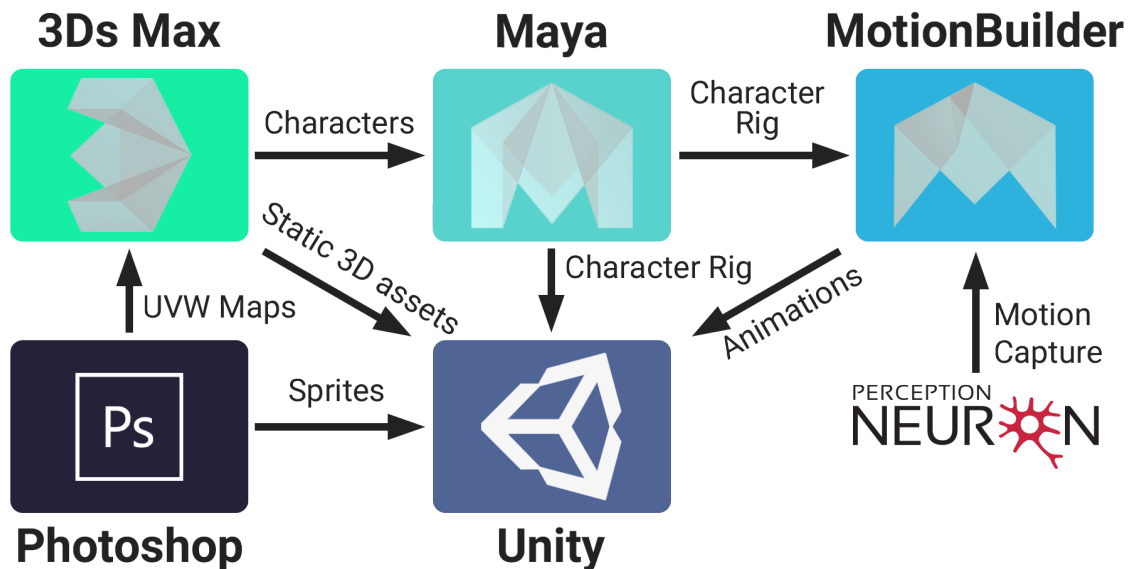 3Ds Max
Maya
MotionBuilder
Characters
Character
Rig
Static 3D assets
Character Rig
Animations
UVW Maps
Motion
Capture
Sprites
Ps
PERCEPTION
NEURON
Photoshop
Unity